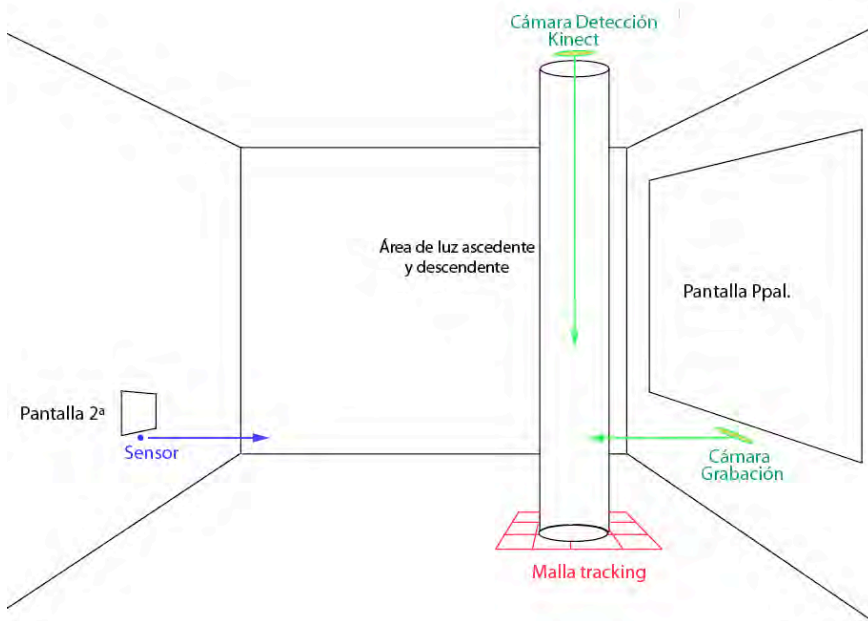 Cámara Detección
Kinect
Área de luz ascedente
y descendente
Pantalla Ppal.
Pantalla 2ª
Sensor
Cámara
Grabación
Malla tracking